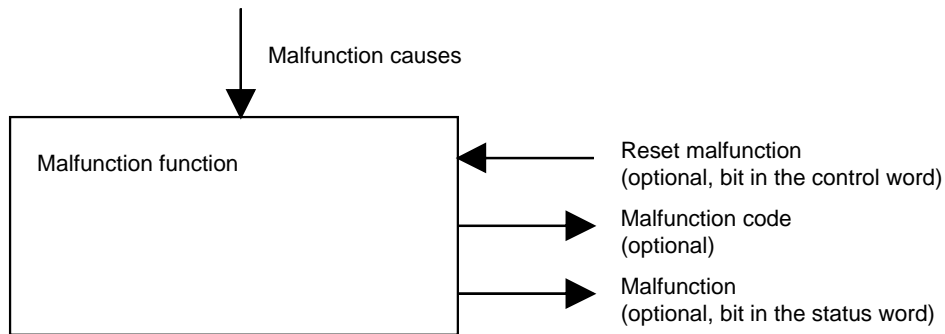 Malfunction causes
Malfunction function
Reset malfunction
(optional, bit in the control word)
Malfunction code
(optional)
Malfunction
(optional, bit in the status word)